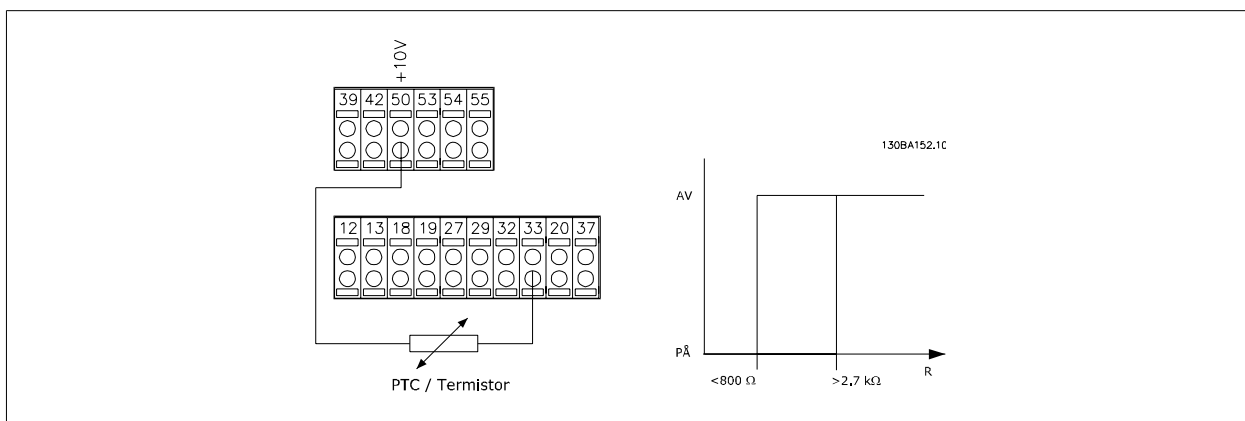 +10V
39 42 50 53 54 55
12 13 18 19 27 29 32 33 20 37
PTC / Termistor
130BA152.10
AV
PÅ
<800 Ω
>2,7 kΩ
R